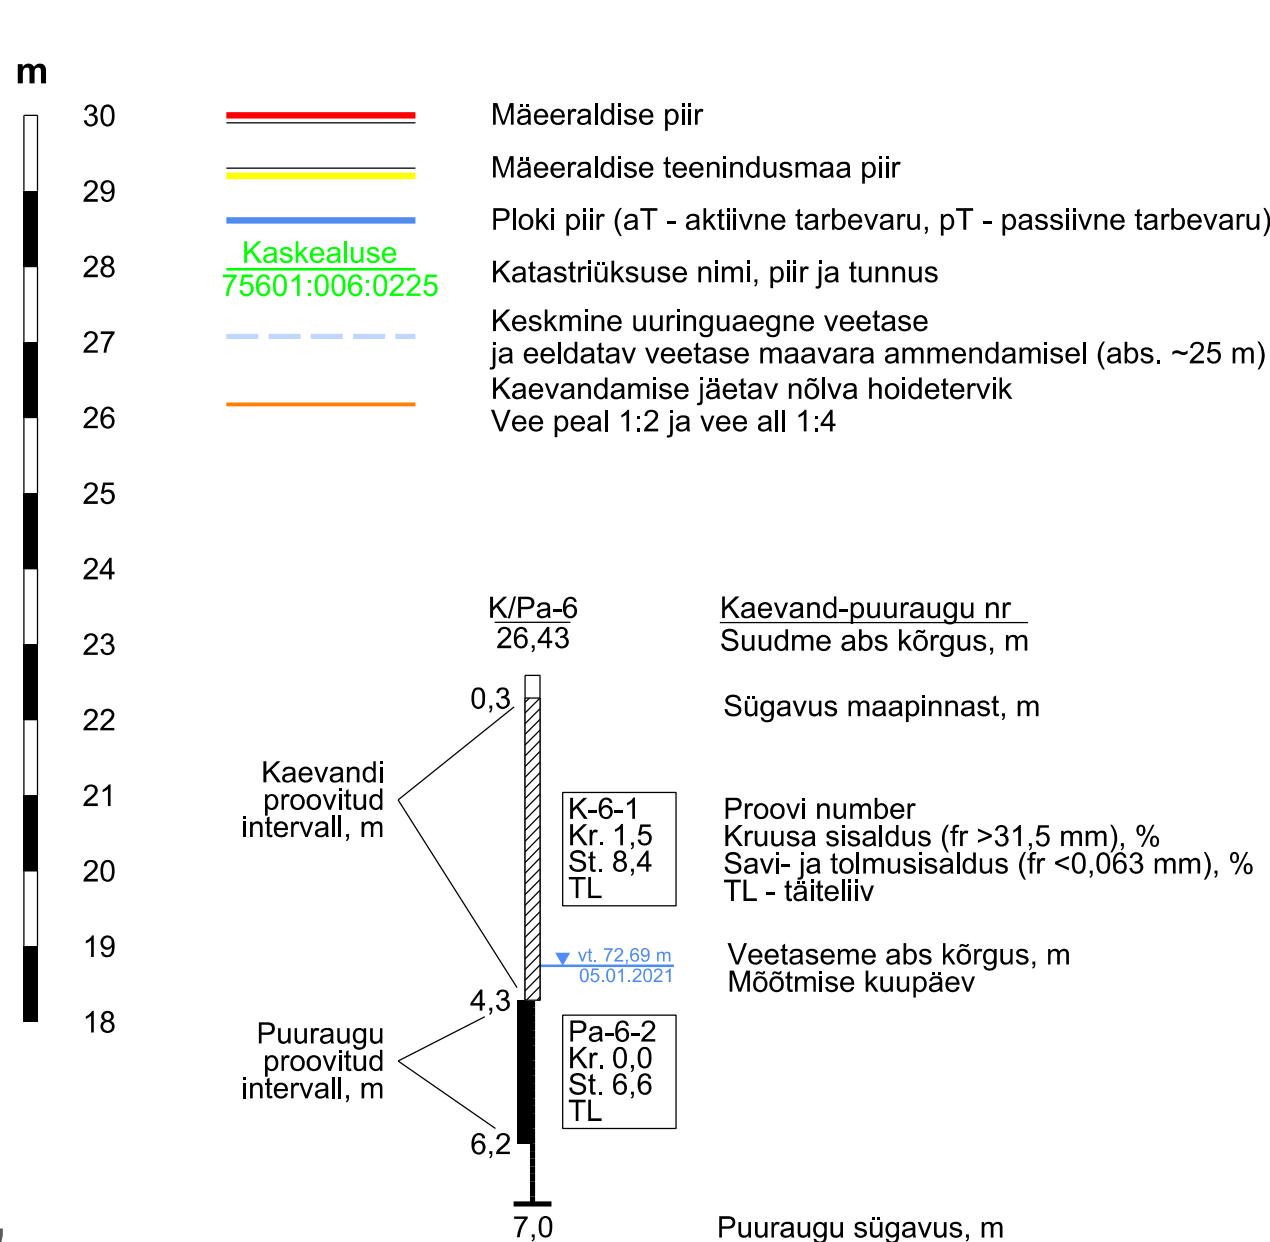 m
30
29
28
27
26
25
24
23
22
21
20
19
18
Mäeeraldise piir
Mäeeraldise teenindusmaa piir
Ploki piir (aT - aktiivne tarbevaru, pT - passiivne tarbevaru)
Kaskealuse
75601:006:0225
Katastriüksuse nimi, piir ja tunnus
Keskmine uuringuaegne veetase
ja eeldatav veetase maavara ammendamisel (abs. ~25 m)
Kaevandamise jäetav nõlva hoidetervik
Vee peal 1:2 ja vee all 1:4
K/Pa-6
26,43
Kaevand-puuraugu nr
Suudme abs kõrgus, m
0,3
Sügavus maapinnast, m
Kaevandi
proovitud
intervall, m
K-6-1
Kr. 1,5
St. 8,4
TL
Proovi number
Kruusa sisaldus (fr >31,5 mm), %
Savi- ja tolmusisaldus (fr <0,063 mm), %
TL - täiteliiv
vt. 72,69 m
05.01.2021
Veetaseme abs kõrgus, m
Mõõtmise kuupäev
4,3
Puuraugu
proovitud
intervall, m
Pa-6-2
Kr. 0,0
St. 6,6
TL
6,2
7,0
Puuraugu sügavus, m